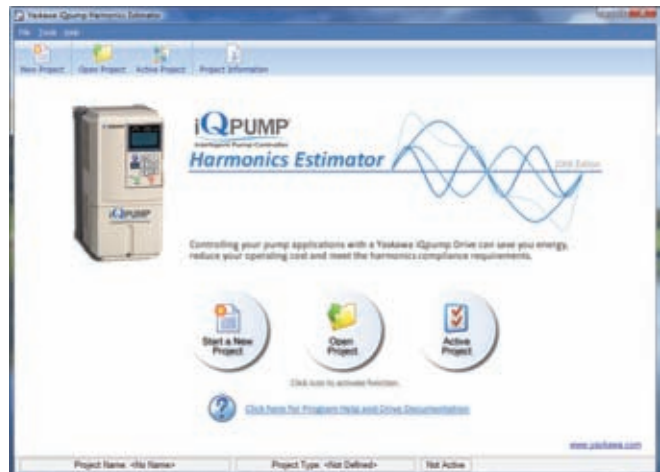 Yaskawa iQpump Harmonics Estimator
File Tools Help
New Project Open Project Active Project Project Information
iQPUMP
Intelligent Pump Controller
Harmonics Estimator
2008 Edition
iQPUMP
Controlling your pump applications with a Yaskawa iQpump Drive can save you energy,
reduce your operating cost and meet the harmonics compliance requirements.
Start a New
Project
Open
Project
Active
Project
Click icon to activate function.
Click here for Program Help and Drive Documentation
www.yaskawa.com
Project Name: <No Name> Project Type: <Not Defined> Not Active